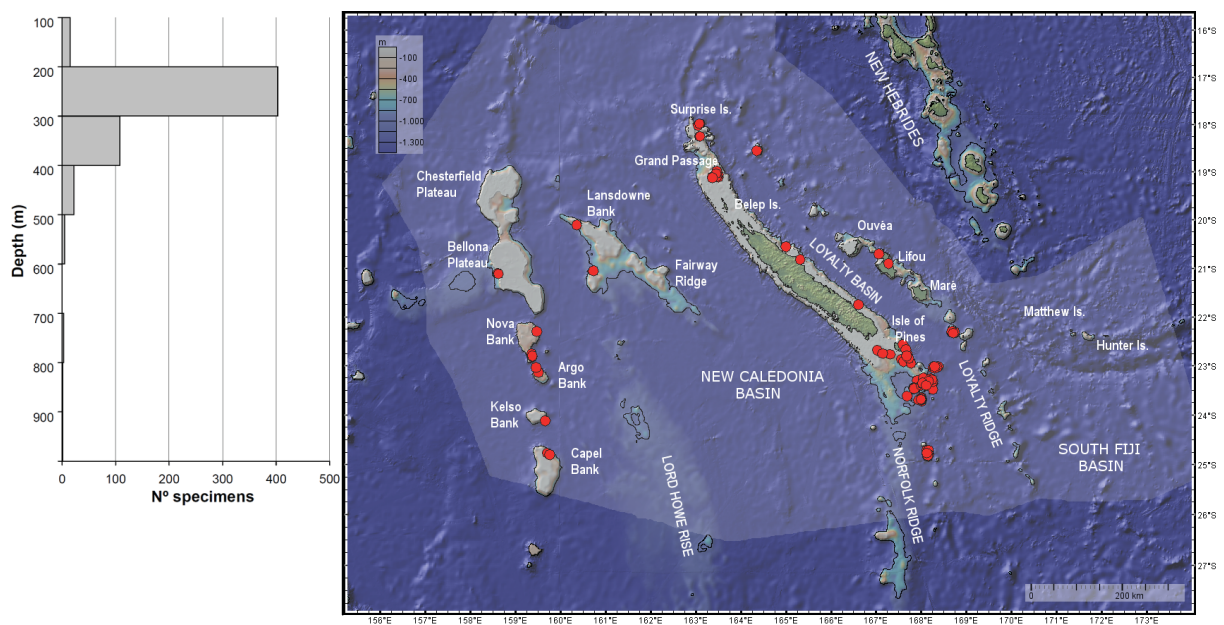 100
200
300
400
500
600
700
800
900
Depth (m)
0
100
200
300
400
500
Nº specimens
m
-100
-400
-700
-1.000
-1.300
Surprise Is.
Grand Passage
Chesterfield
Plateau
Lansdowne
Bank
Belep Is.
Bellona
Plateau
Fairway
Ridge
Nova
Bank
Argo
Bank
Kelso
Bank
Capel
Bank
NEW CALEDONIA
BASIN
LORD HOWE RISE
NEW HEBRIDES
Ouvéa
LOYALTY BASIN
Lifou
Marè
Isle of
Pines
Matthew Is.
Hunter Is.
LOYALTY RIDGE
SOUTH FIJI
BASIN
NORFOLK RIDGE
0
200 km
16°S
16°S
17°S
18°S
19°S
20°S
21°S
22°S
23°S
24°S
25°S
26°S
27°S
156°E
157°E
158°E
159°E
160°E
161°E
162°E
163°E
164°E
165°E
166°E
167°E
168°E
169°E
170°E
171°E
172°E
173°E